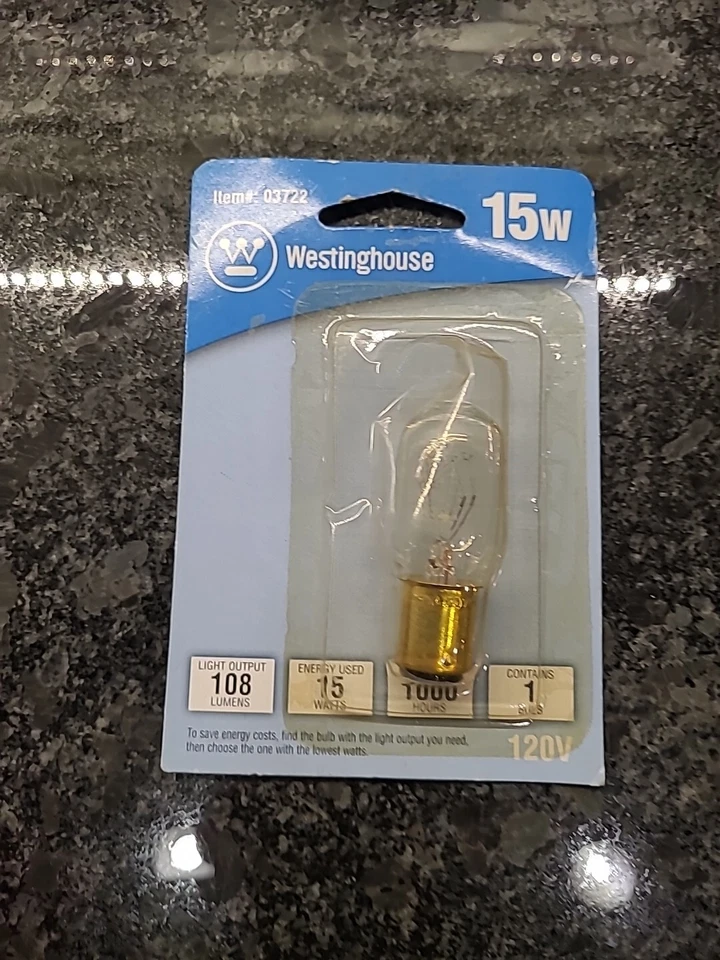 Item#: 03722
15W
Westinghouse
LIGHT OUTPUT
108
LUMENS
ENERGY USED
15
WATTS
1000
HOURS
CONTAINS
1
BULB
To save energy costs, find the bulb with the light output you need,
then choose the one with the lowest watts.
120V